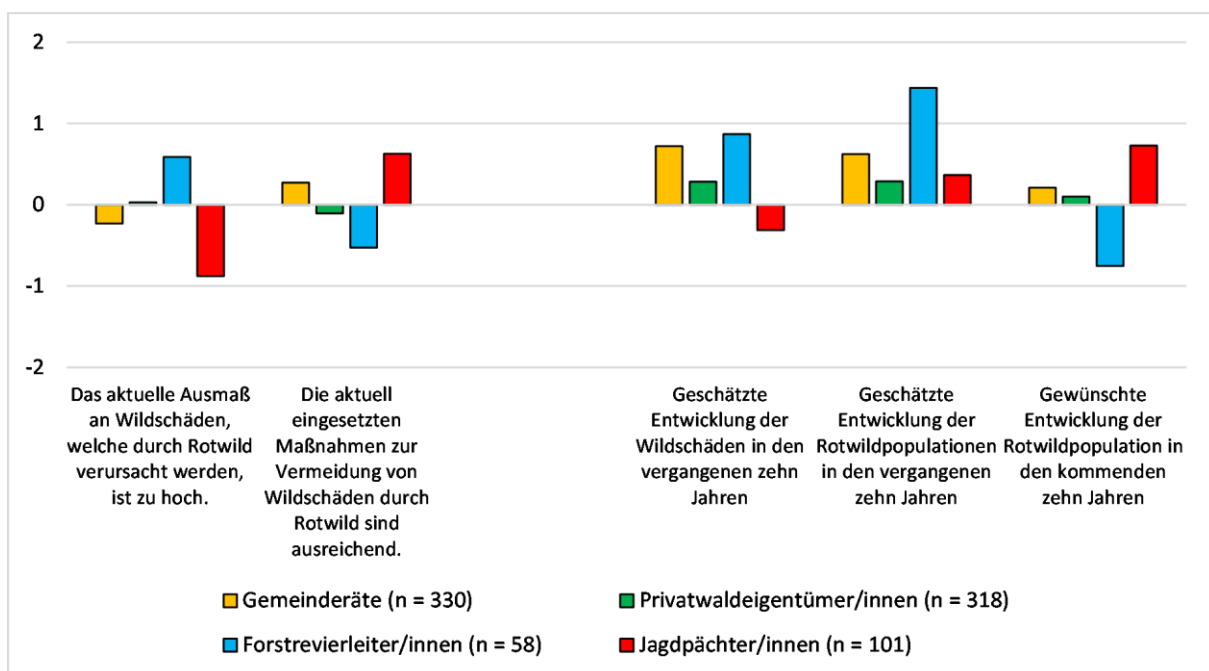 2
1
0
-1
-2
Das aktuelle Ausmaß
an Wildschäden,
welche durch Rotwild
verursacht werden,
ist zu hoch.
Die aktuell
eingesetzten
Maßnahmen zur
Vermeidung von
Wildschäden durch
Rotwild sind
ausreichend.
Geschätzte
Entwicklung der
Wildschäden in den
vergangenen zehn
Jahren
Geschätzte
Entwicklung der
Rotwildpopulationen
in den vergangenen
zehn Jahren
Gewünschte
Entwicklung der
Rotwildpopulation in
den kommenden
zehn Jahren
Gemeinderäte (n = 330)
Privatwaldeigentümer/innen (n = 318)
Forstrevierleiter/innen (n = 58)
Jagdpächter/innen (n = 101)